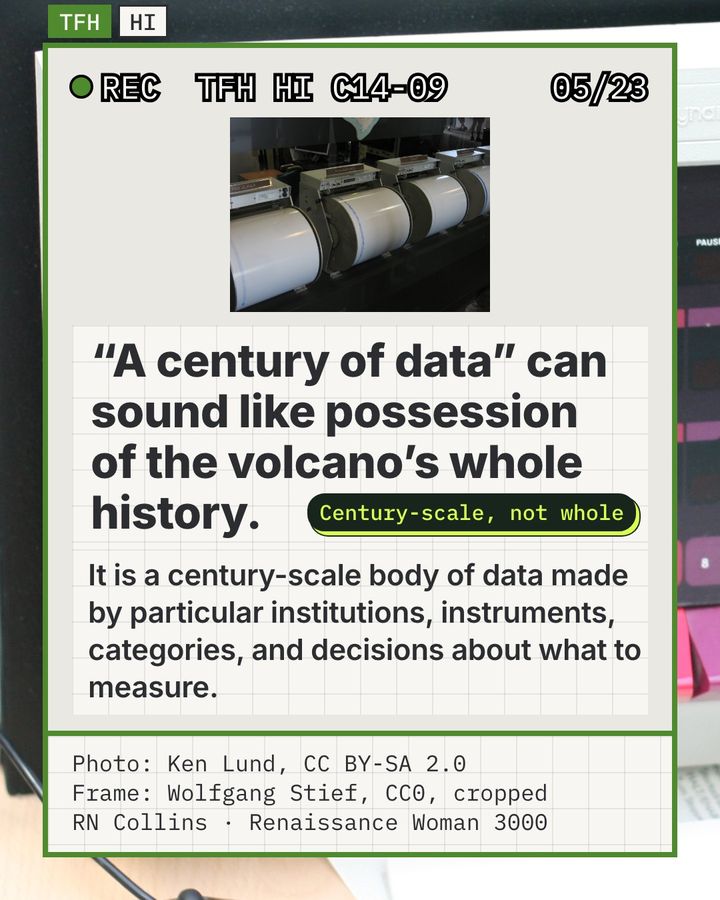 TFH HI
REC TFH HI C14-09 05/23
“A century of data” can
sound like possession
of the volcano’s whole
history.
Century-scale, not whole
It is a century-scale body of data made
by particular institutions, instruments,
categories, and decisions about what to
measure.
Photo: Ken Lund, CC BY-SA 2.0
Frame: Wolfgang Stief, CC0, cropped
RN Collins · Renaissance Woman 3000
PAUS
8